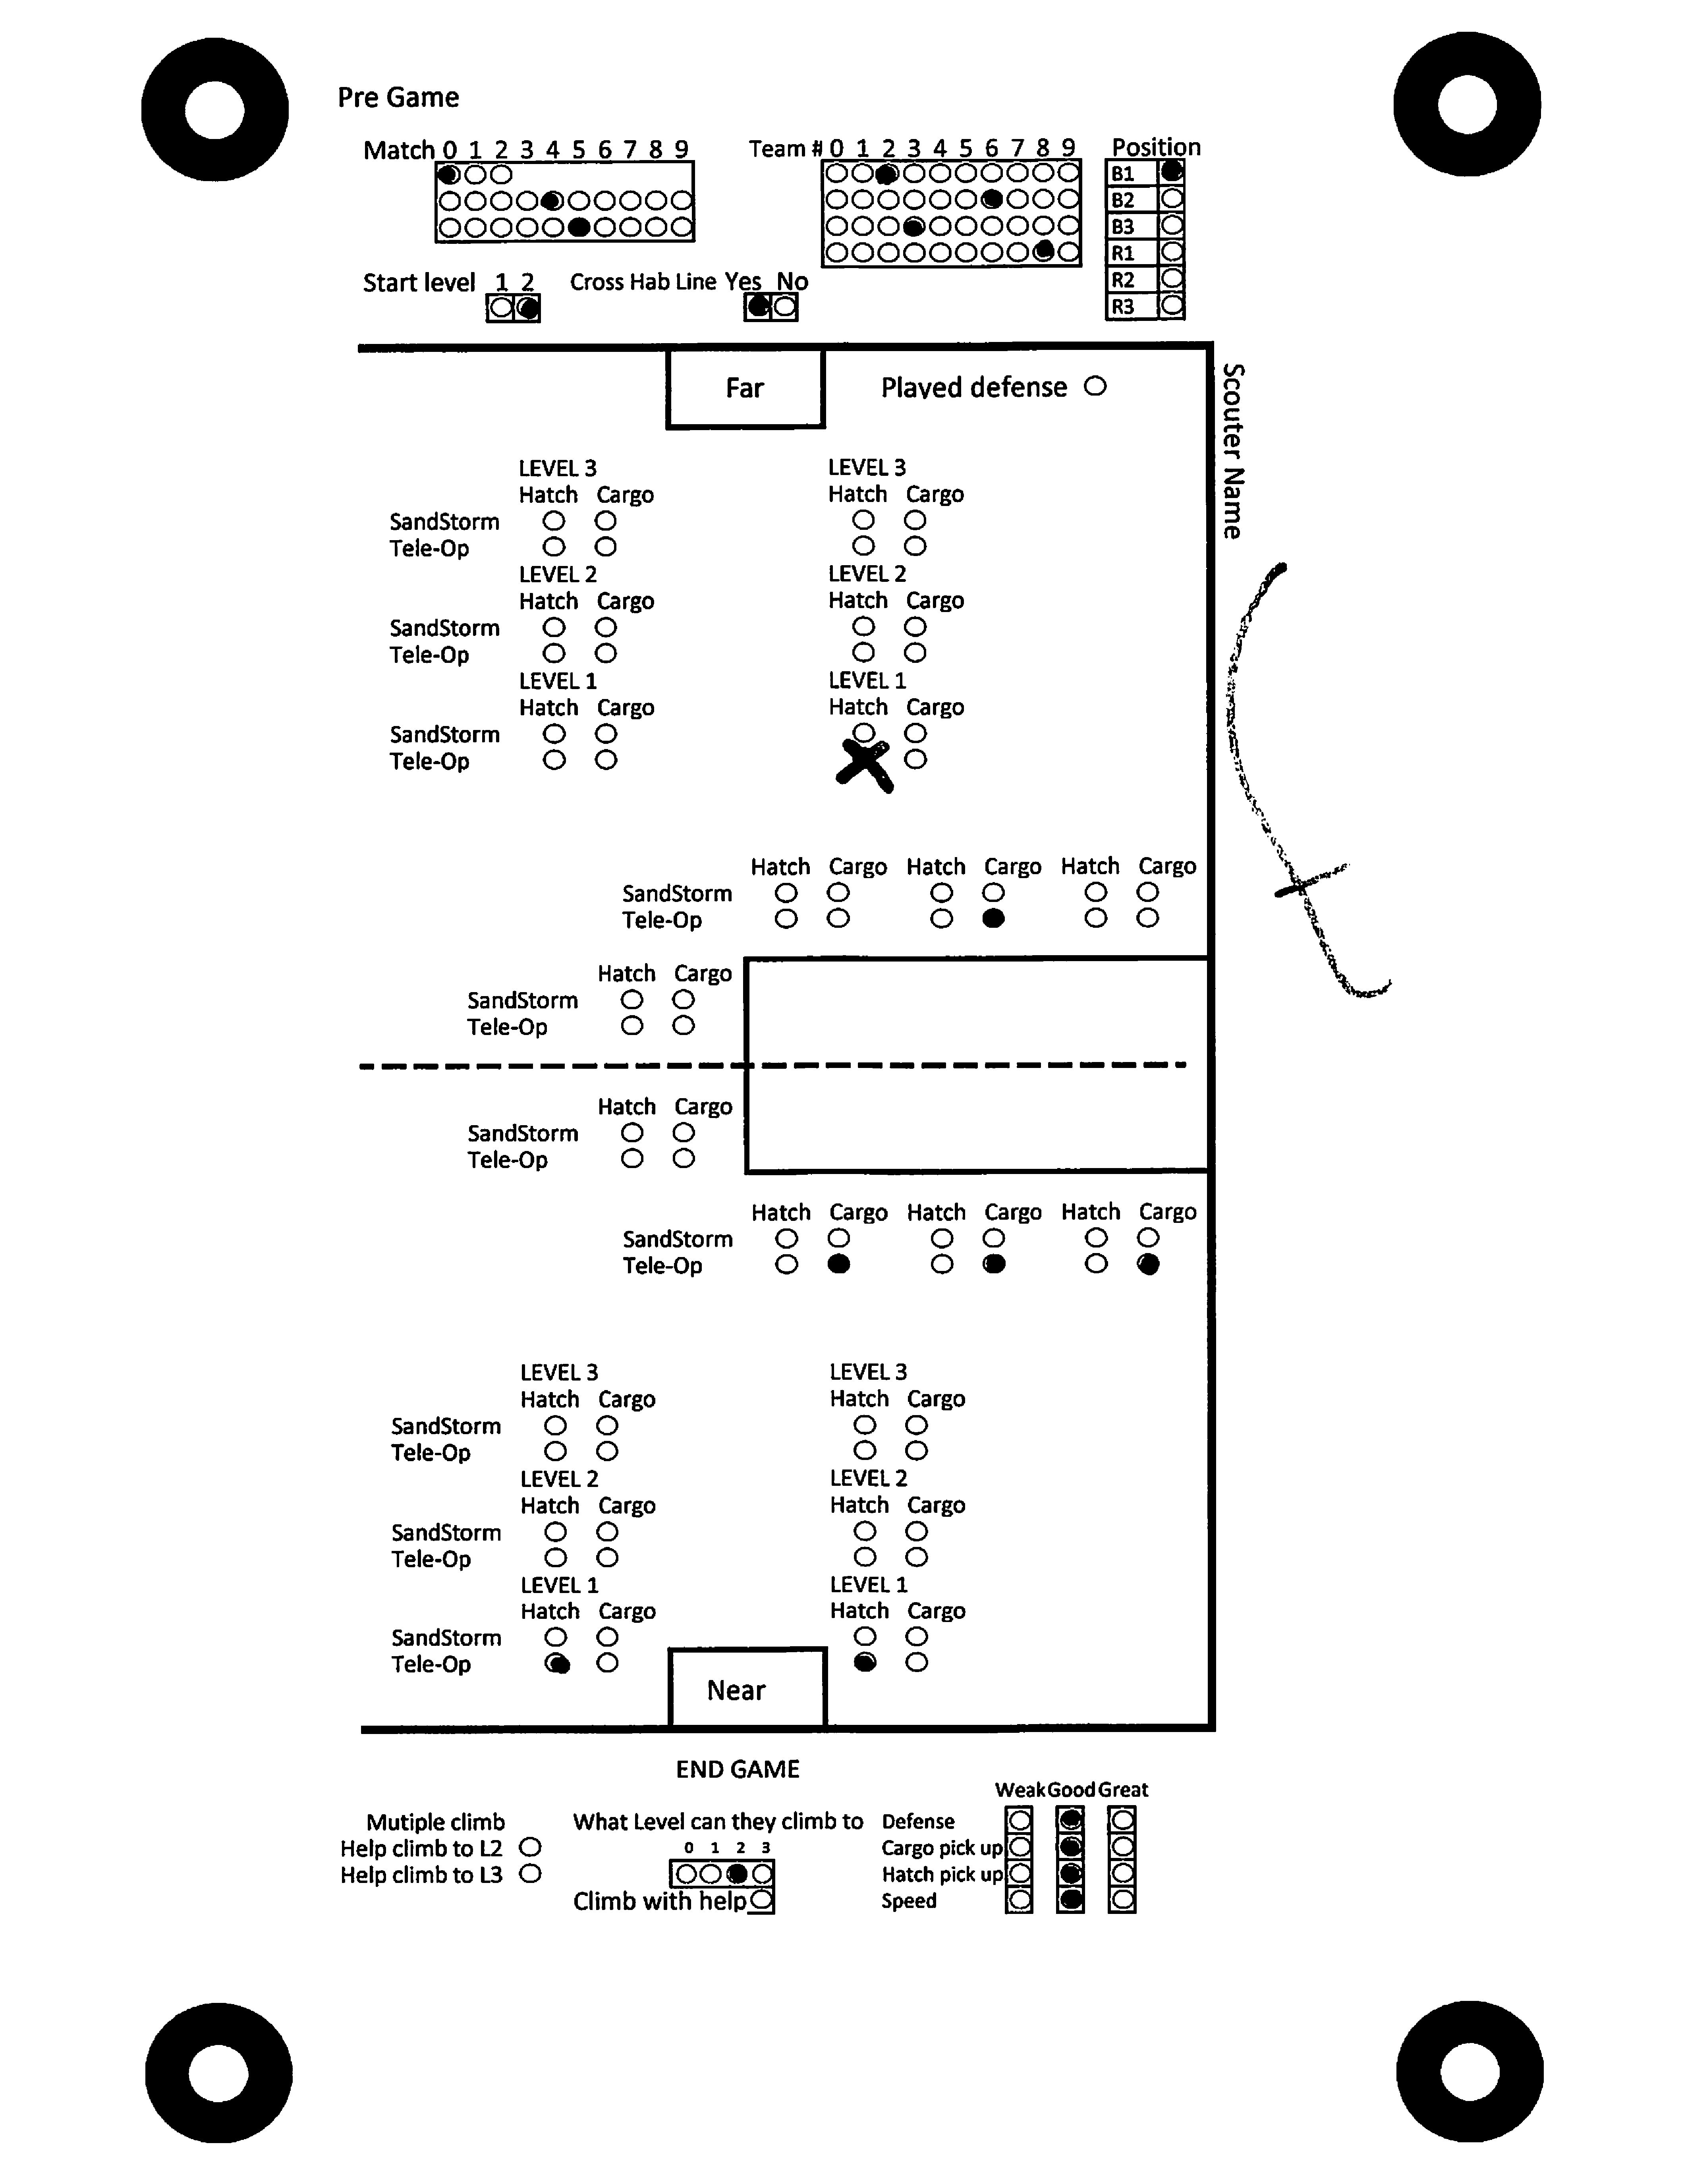 Pre Game
Match 0 1 2 3 4 5 6 7 8 9
Team # 0 1 2 3 4 5 6 7 8 9
Position
B1
B2
B3
R1
R2
R3
Start level 1 2
Cross Hab Line Yes No
Far
Played defense
Scouter Name
LEVEL 3 LEVEL 3
Hatch Cargo Hatch Cargo
SandStorm
Tele-Op
LEVEL 2 LEVEL 2
Hatch Cargo Hatch Cargo
SandStorm
Tele-Op
LEVEL 1 LEVEL 1
Hatch Cargo Hatch Cargo
SandStorm
Tele-Op
Hatch Cargo Hatch Cargo Hatch Cargo
SandStorm
Tele-Op
Hatch Cargo
SandStorm
Tele-Op
Hatch Cargo
SandStorm
Tele-Op
Hatch Cargo Hatch Cargo Hatch Cargo
SandStorm
Tele-Op
LEVEL 3 LEVEL 3
Hatch Cargo Hatch Cargo
SandStorm
Tele-Op
LEVEL 2 LEVEL 2
Hatch Cargo Hatch Cargo
SandStorm
Tele-Op
LEVEL 1 LEVEL 1
Hatch Cargo Hatch Cargo
SandStorm
Tele-Op
Near
END GAME
Mutiple climb
Help climb to L2
Help climb to L3
What Level can they climb to
0 1 2 3
Climb with help
Weak Good Great
Defense
Cargo pick up
Hatch pick up
Speed